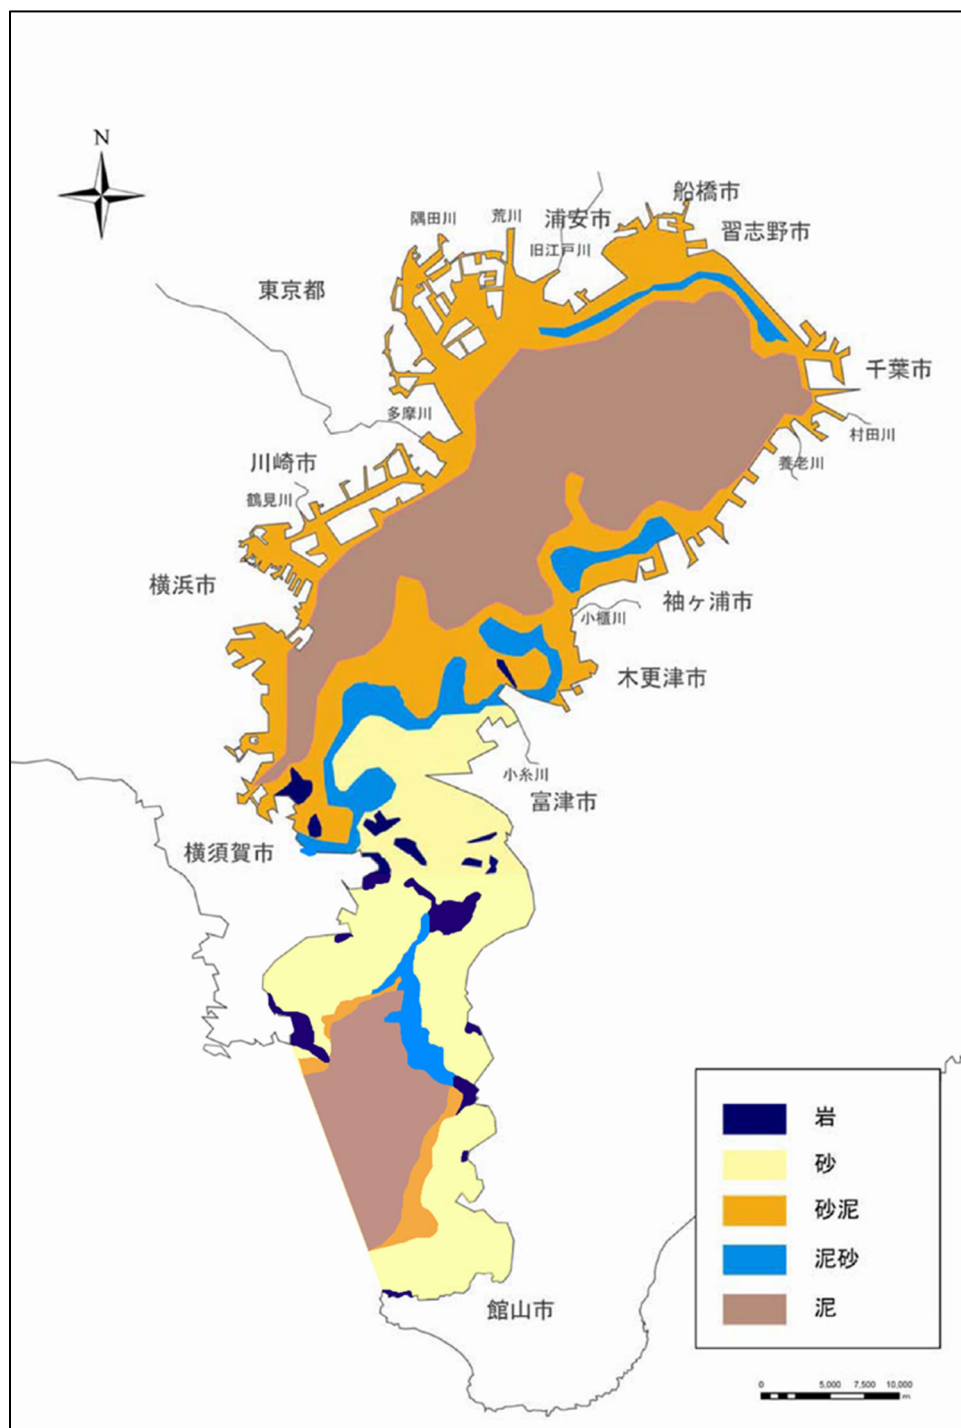 N
船橋市
隅田川
荒川
浦安市
習志野市
旧江戸川
東京都
千葉市
多摩川
村田川
川崎市
養老川
鶴見川
横浜市
袖ヶ浦市
小櫃川
木更津市
小糸川
富津市
横須賀市
岩
砂
砂泥
泥砂
泥
館山市
0 5,000 7,500 10,000
m